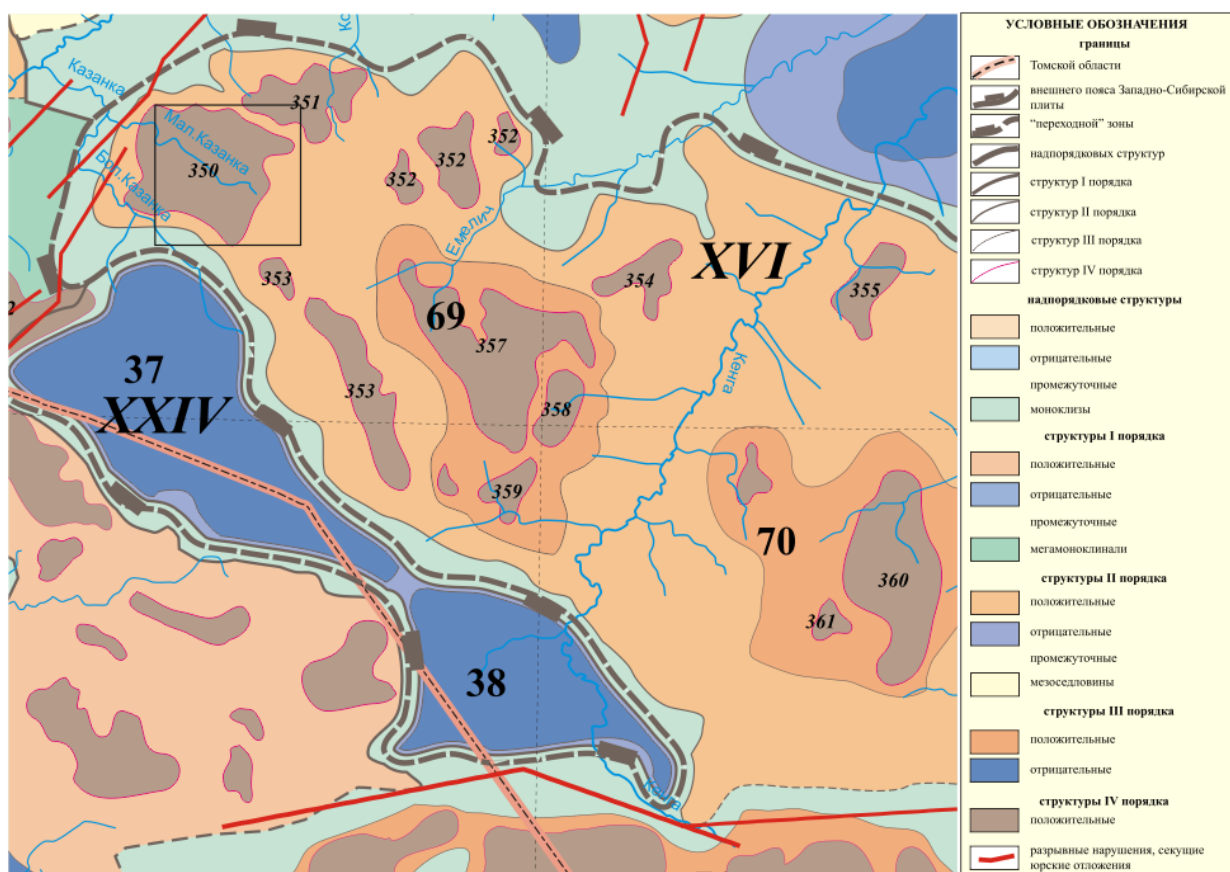 Ко
Казанка
351
Мал.Казанка
350
Бол.Казанка
352
352
352
Емелич
353
354
XVI
355
2
69
357
37
353
358
Кенга
XXIV
359
70
360
361
38
УСЛОВНЫЕ ОБОЗНАЧЕНИЯ
границы
Томской области
внешнего пояса Западно-Сибирской
плиты
“переходной” зоны
надпорядковых структур
структур I порядка
структур II порядка
структур III порядка
структур IV порядка
надпорядковые структуры
положительные
отрицательные
промежуточные
моноклизы
структуры I порядка
положительные
отрицательные
промежуточные
мегамоноклинали
структуры II порядка
положительные
отрицательные
промежуточные
мезоседловины
структуры III порядка
положительные
отрицательные
структуры IV порядка
положительные
разрывные нарушения, секущие
юрские отложения